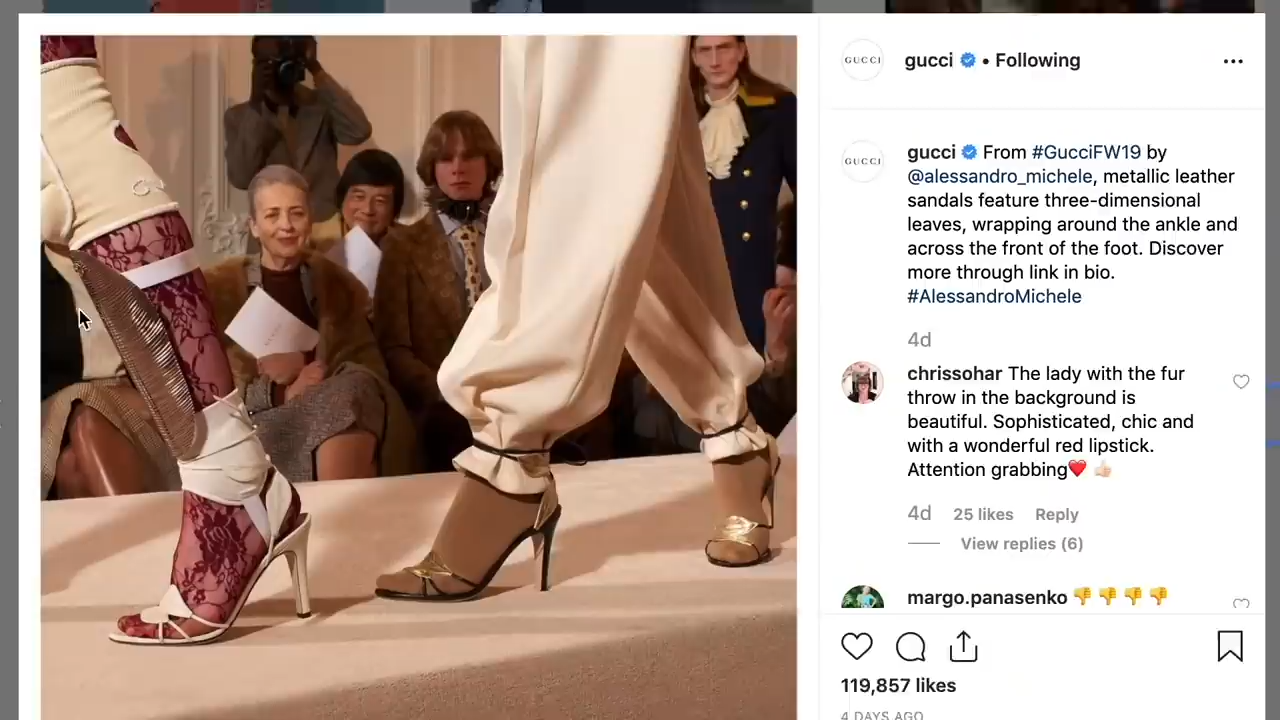 GUCCI
gucci • Following
GUCCI
gucci From #GucciFW19 by
@alessandro_michele, metallic leather
sandals feature three-dimensional
leaves, wrapping around the ankle and
across the front of the foot. Discover
more through link in bio.
#AlessandroMichele
4d
chrissohar The lady with the fur
throw in the background is
beautiful. Sophisticated, chic and
with a wonderful red lipstick.
Attention grabbing❤️ 👍🏻
4d 25 likes Reply
View replies (6)
margo.panasenko 👎 👎 👎 👎
119,857 likes
4 DAYS AGO